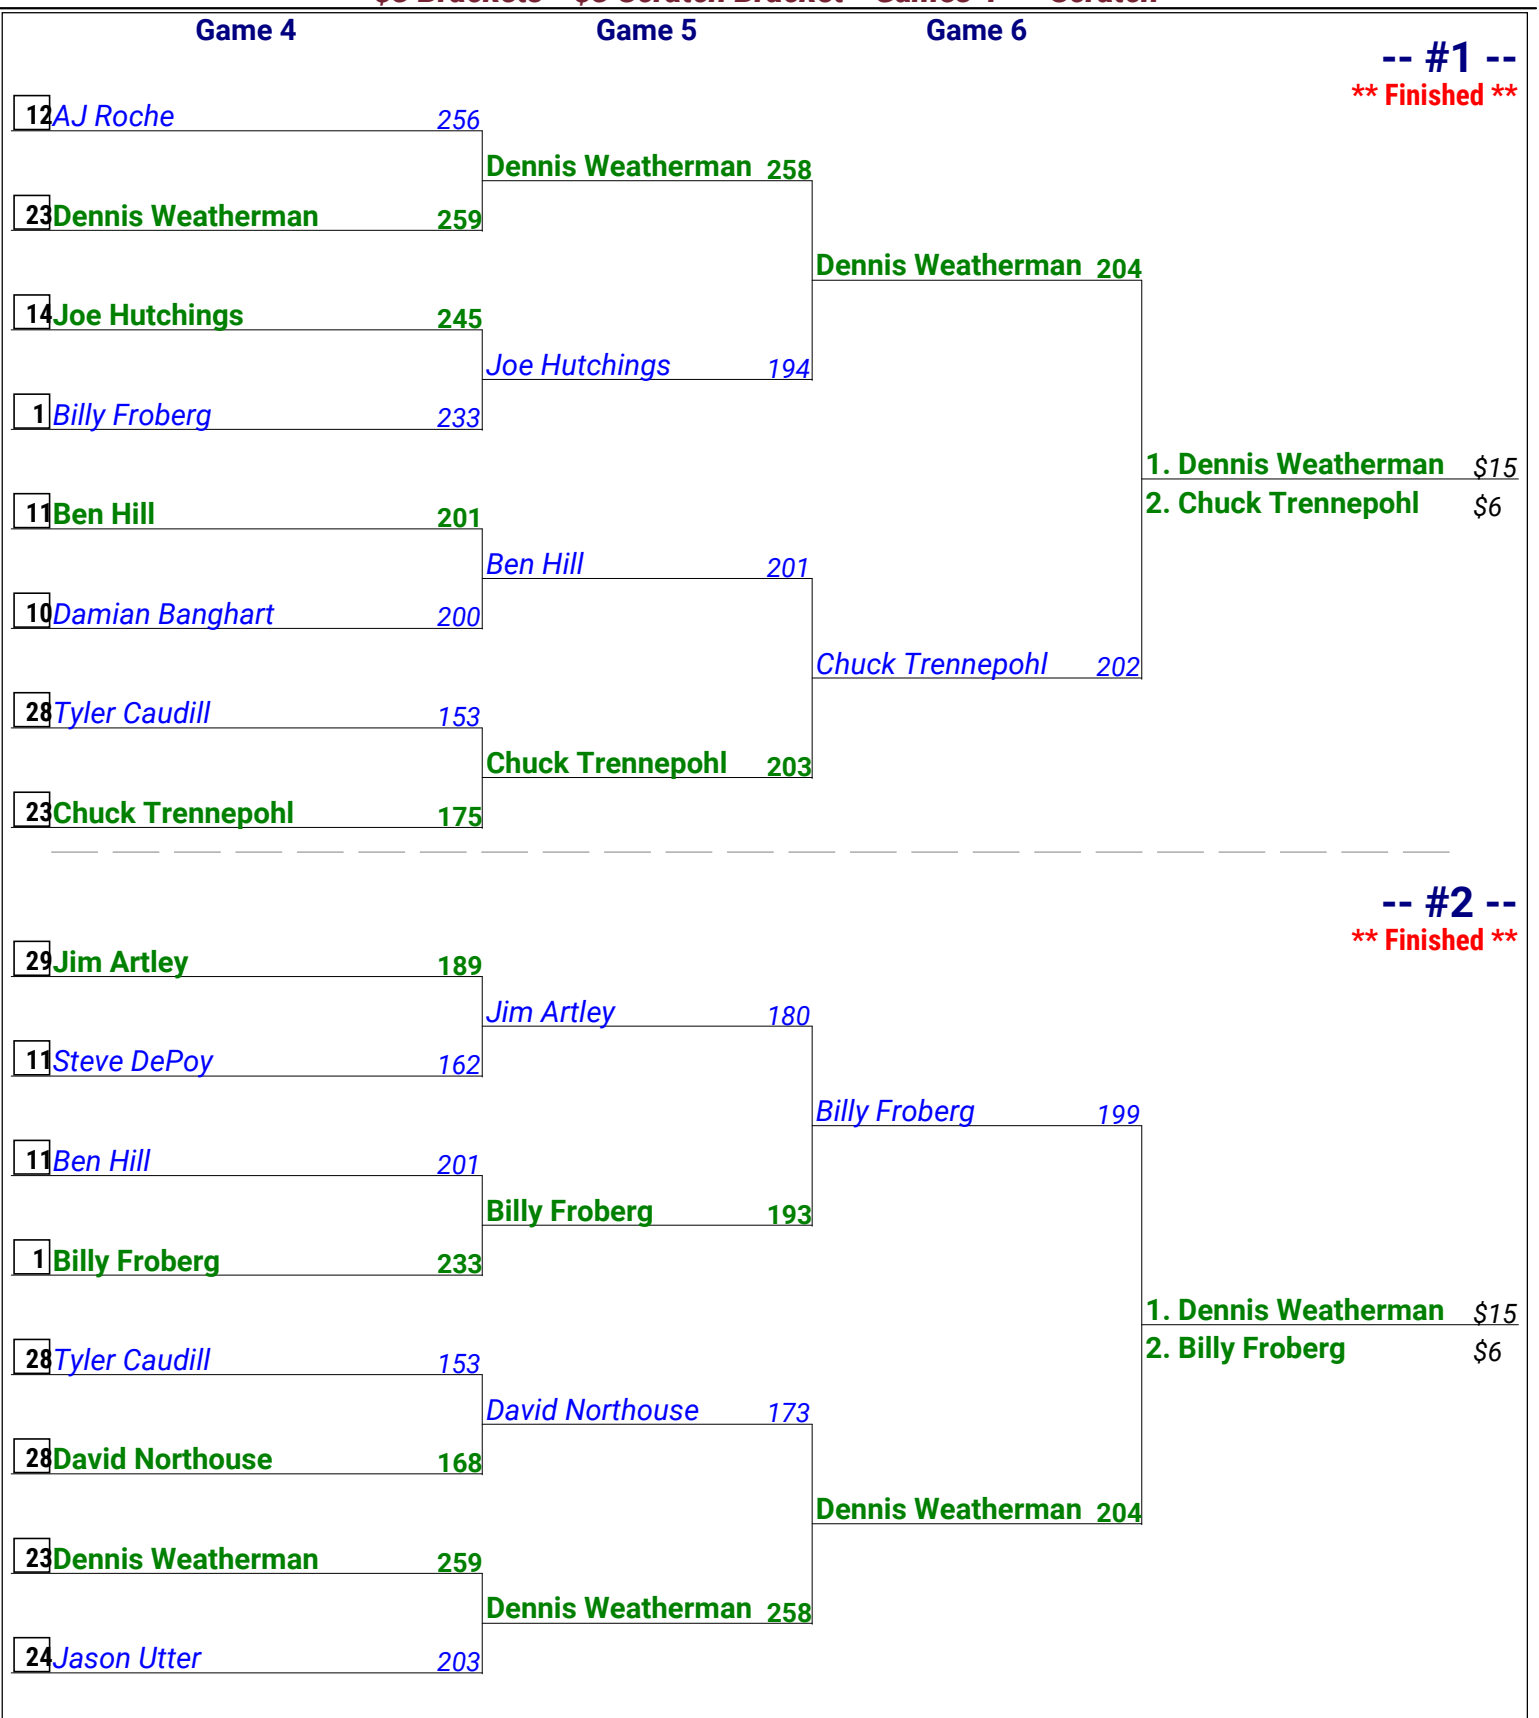 Game 4 Game 5 Game 6
-- #1 --
** Finished **
12 AJ Roche 256
Dennis Weatherman 258
23 Dennis Weatherman 259
Dennis Weatherman 204
14 Joe Hutchings 245
Joe Hutchings 194
1 Billy Froberg 233
1. Dennis Weatherman $15
2. Chuck Trennepohl $6
11 Ben Hill 201
Ben Hill 201
10 Damian Banghart 200
Chuck Trennepohl 202
28 Tyler Caudill 153
Chuck Trennepohl 203
23 Chuck Trennepohl 175
-- #2 --
** Finished **
29 Jim Artley 189
Jim Artley 180
11 Steve DePoy 162
Billy Froberg 199
11 Ben Hill 201
Billy Froberg 193
1 Billy Froberg 233
1. Dennis Weatherman $15
2. Billy Froberg $6
28 Tyler Caudill 153
David Northouse 173
28 David Northouse 168
Dennis Weatherman 204
23 Dennis Weatherman 259
Dennis Weatherman 258
24 Jason Utter 203